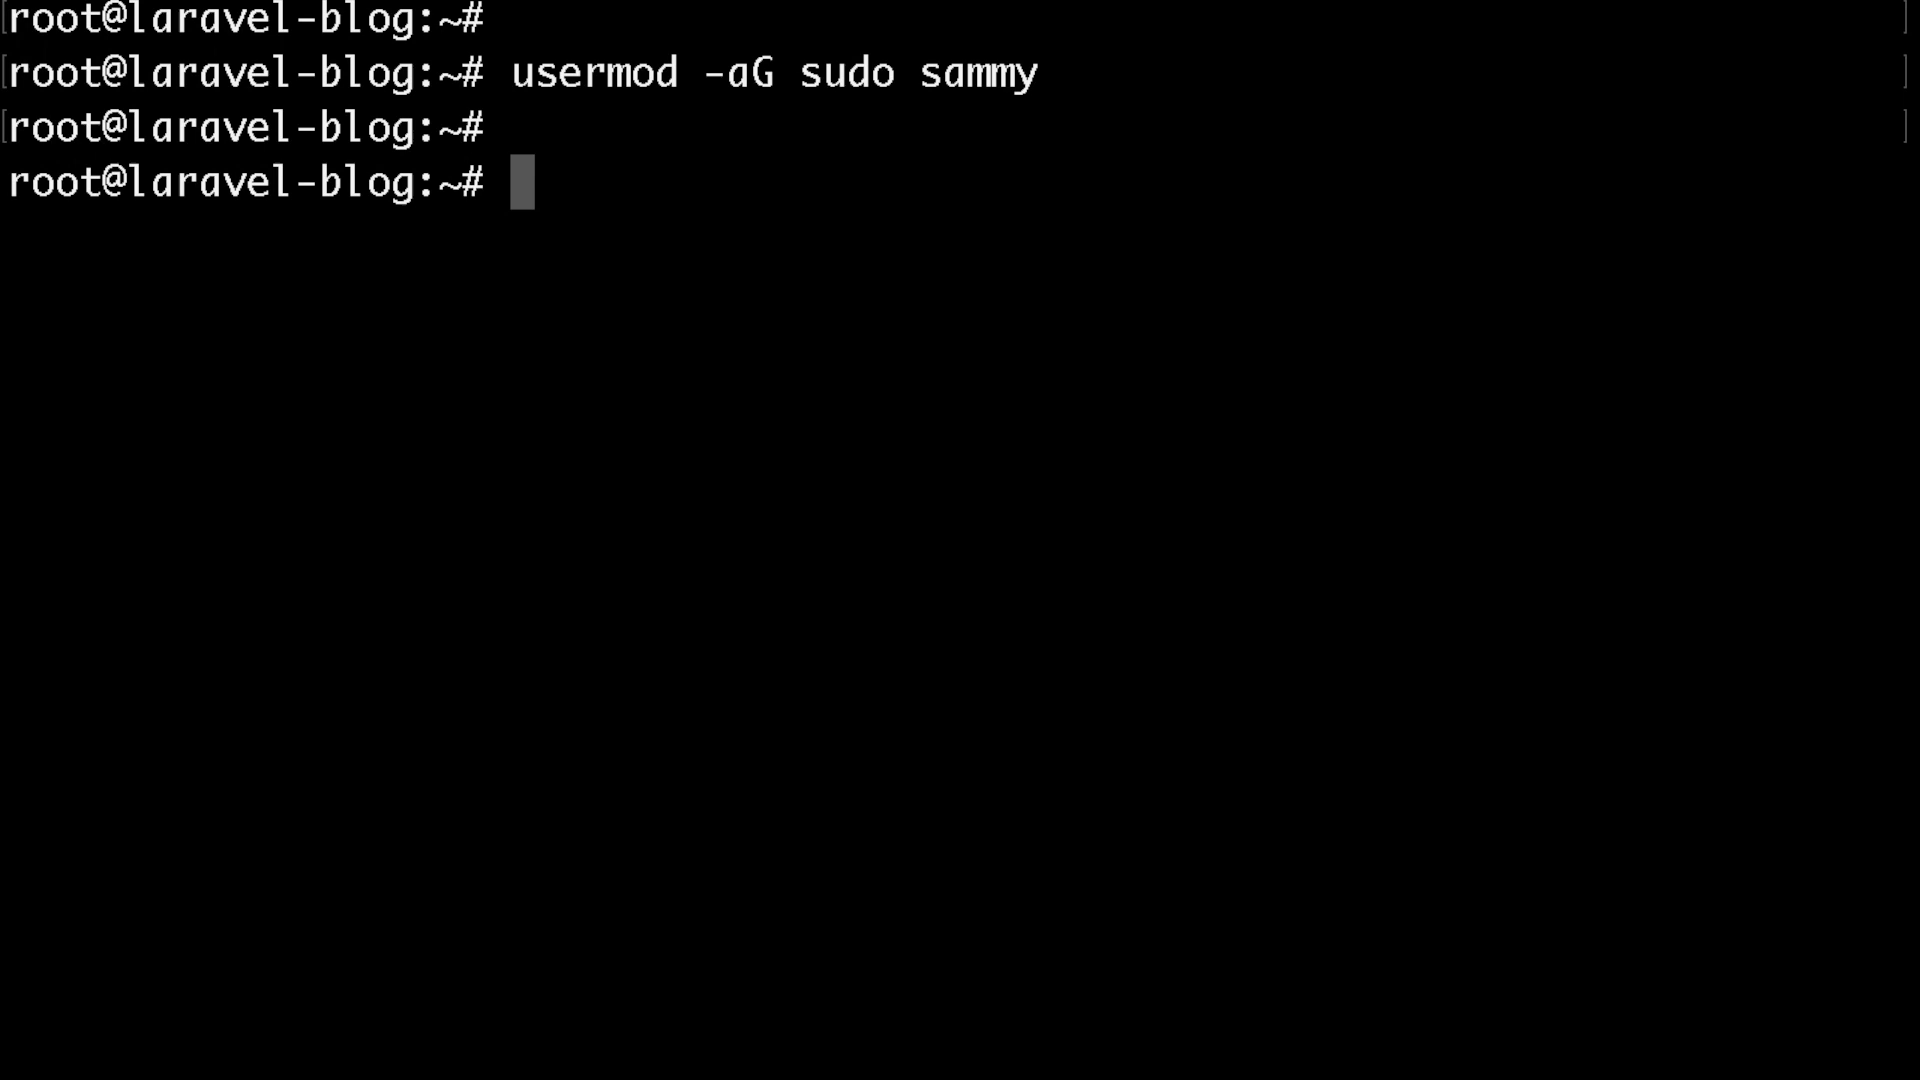 [root@laravel-blog:~# ]
[root@laravel-blog:~# usermod -aG sudo sammy ]
[root@laravel-blog:~# ]
root@laravel-blog:~#